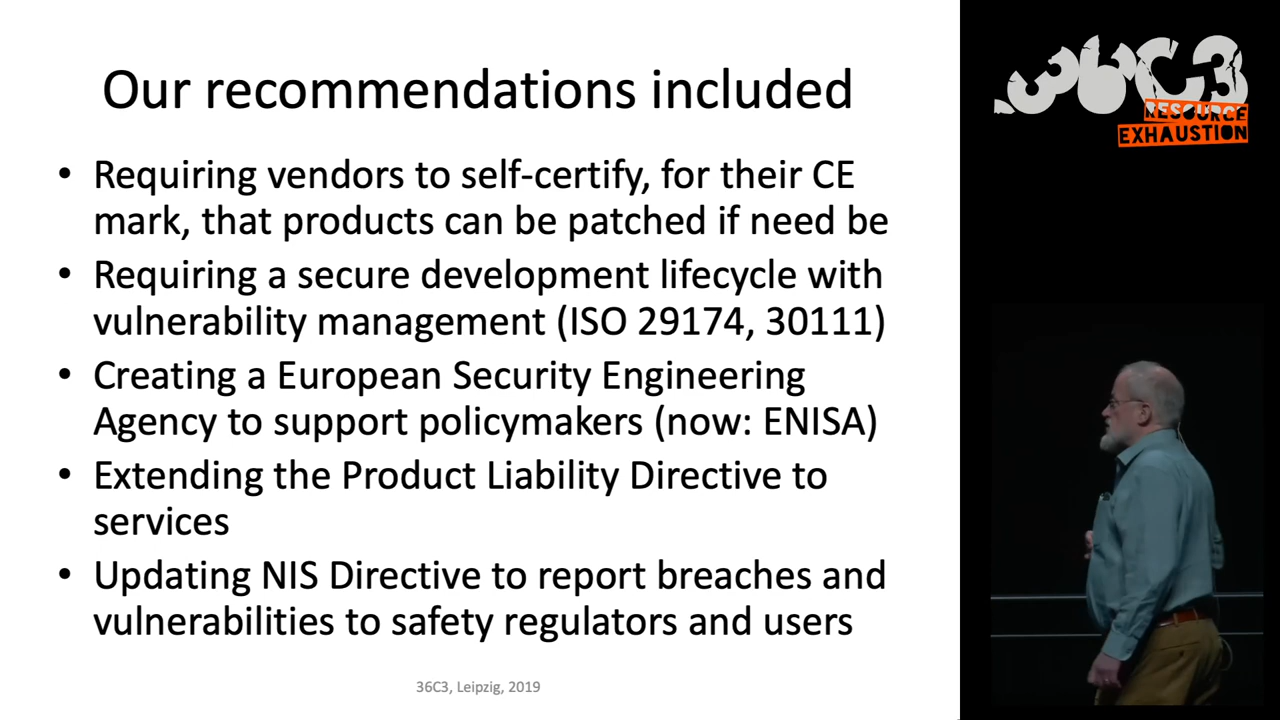 Our recommendations included
• Requiring vendors to self-certify, for their CE
mark, that products can be patched if need be
• Requiring a secure development lifecycle with
vulnerability management (ISO 29174, 30111)
• Creating a European Security Engineering
Agency to support policymakers (now: ENISA)
• Extending the Product Liability Directive to
services
• Updating NIS Directive to report breaches and
vulnerabilities to safety regulators and users
36C3, Leipzig, 2019
36C3
RESOURCE
EXHAUSTION